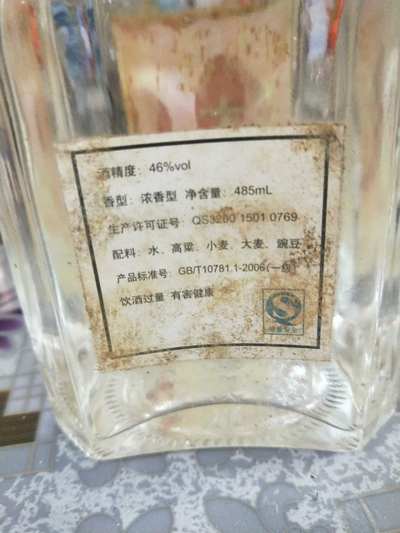 酒精度：46%vol
香型：浓香型 净含量：485mL
生产许可证号 QS3200 1501 0769
配料：水、高粱、小麦、大麦、豌豆
产品标准号：GB/T10781.1-2006(一级)
饮酒过量 有害健康